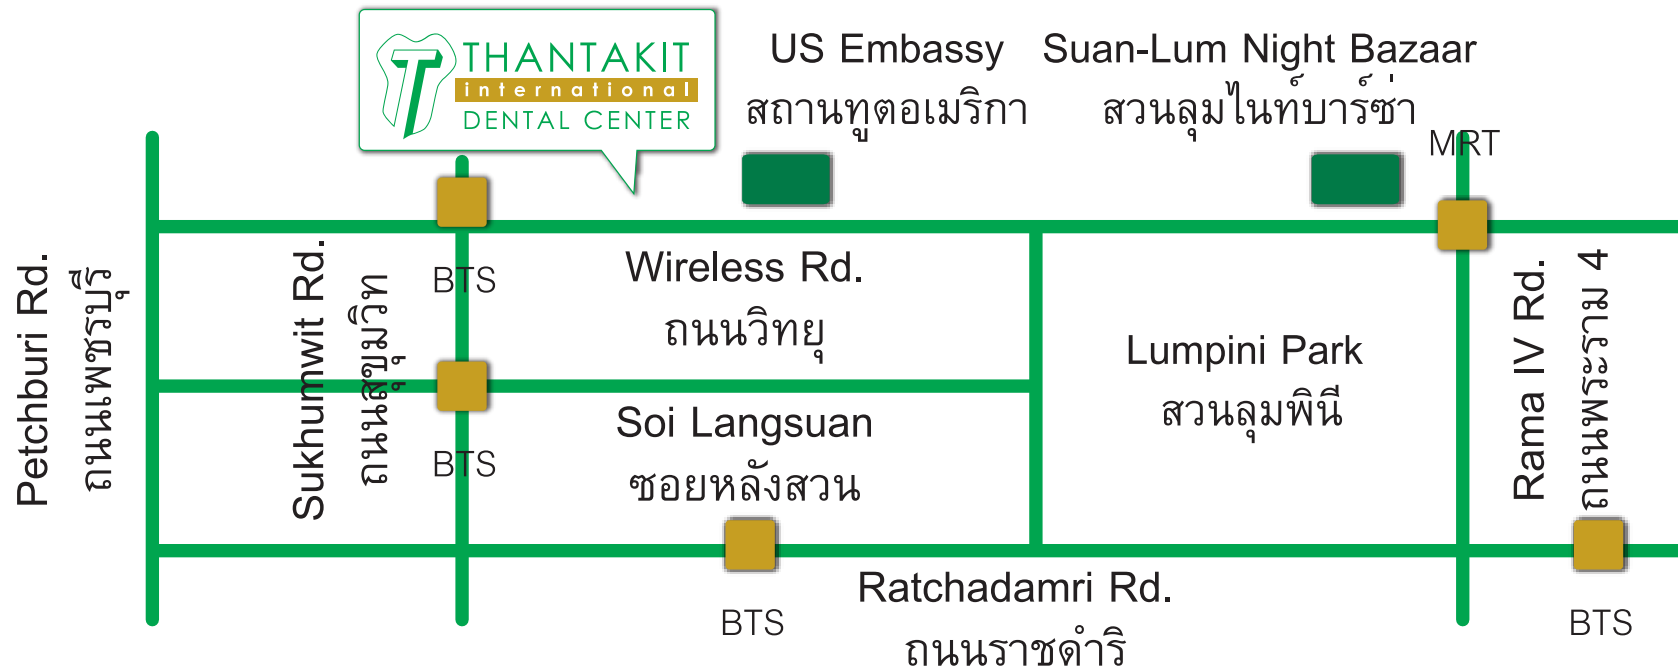 THANTAKIT
international
DENTAL CENTER
US Embassy
สถานทูตอเมริกา
Suan-Lum Night Bazaar
สวนลุมไนท์บาร์ซ่า
MRT
Petchburi Rd.
ถนนเพชรบุรี
Sukhumwit Rd.
ถนนสุขุมวิท
BTS
Wireless Rd.
ถนนวิทยุ
Lumpini Park
สวนลุมพินี
Rama IV Rd.
ถนนพระราม 4
BTS
Soi Langsuan
ซอยหลังสวน
BTS
Ratchadamri Rd.
ถนนราชดำริ
BTS